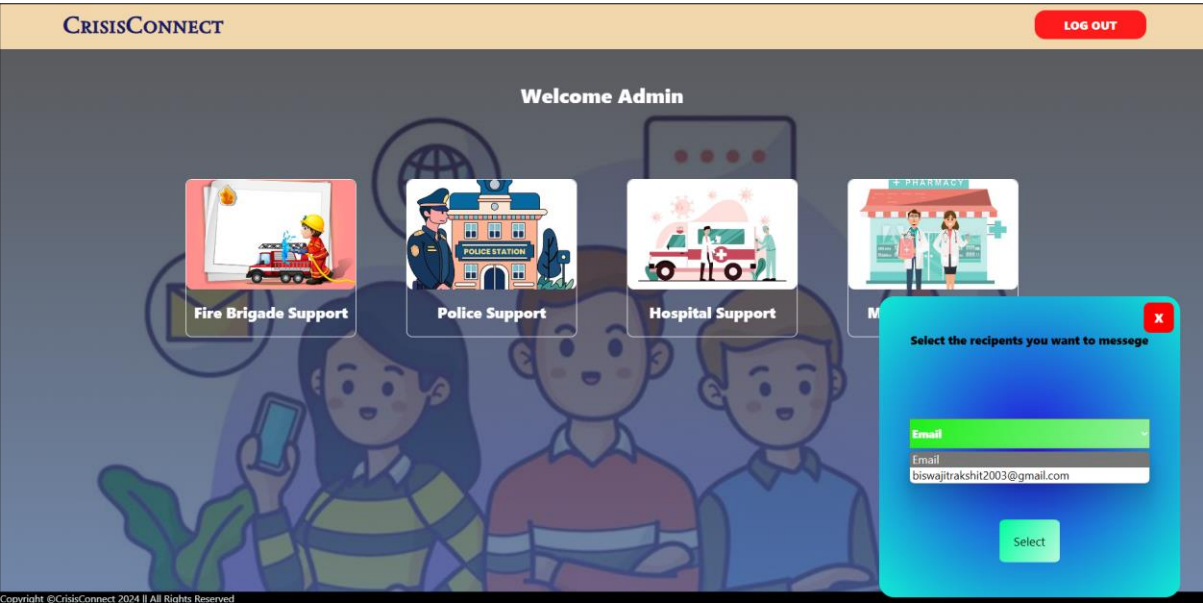 CRISISCONNECT
LOG OUT
Welcome Admin
POLICE STATION
+ PHARMACY
Fire Brigade Support
Police Support
Hospital Support
M
X
Select the recipents you want to messege
Email
Email
biswajitrakshit2003@gmail.com
Select
Copyright ©CrisisConnect 2024 || All Rights Reserved